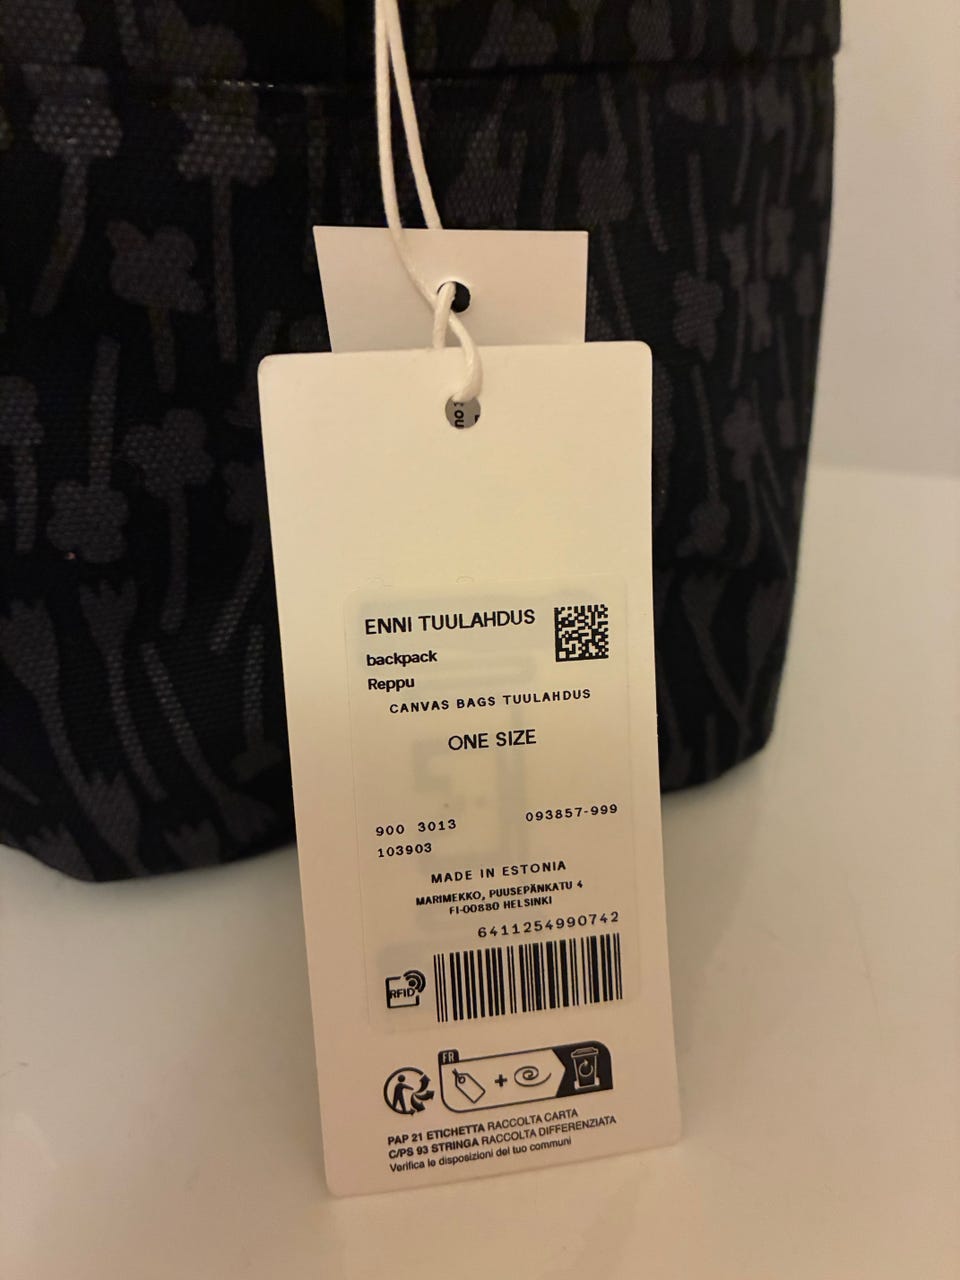 ENNI TUULAHDUS
backpack
Reppu
CANVAS BAGS TUULAHDUS
ONE SIZE
900 3013 093857-999
103903
MADE IN ESTONIA
MARIMEKKO, PUUSEPÄNKATU 4
FI-00880 HELSINKI
6411254990742
RFID
FR
PAP 21 ETICHETTA RACCOLTA CARTA
C/PS 93 STRINGA RACCOLTA DIFFERENZIATA
Verifica le disposizioni del tuo comuni